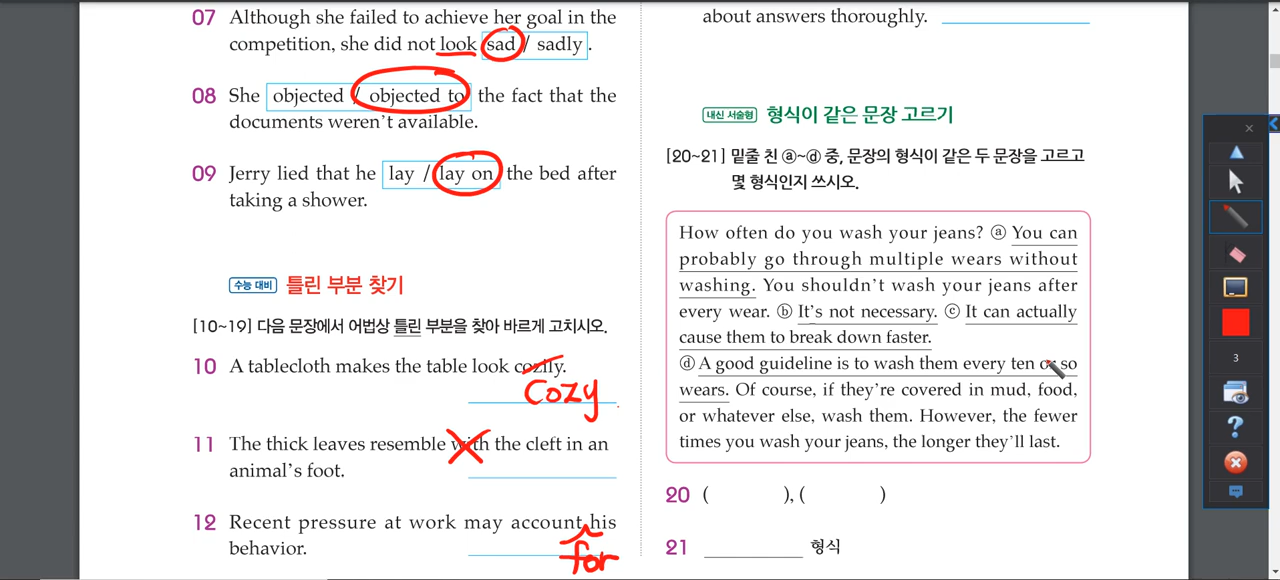 07 Although she failed to achieve her goal in the
competition, she did not look sad / sadly .
08 She objected / objected to the fact that the
documents weren't available.
09 Jerry lied that he lay / lay on the bed after
taking a shower.
수능 대비 틀린 부분 찾기
[10~19] 다음 문장에서 어법상 틀린 부분을 찾아 바르게 고치시오.
10 A tablecloth makes the table look cozily.
cozy
11 The thick leaves resemble with the cleft in an
animal's foot.
12 Recent pressure at work may account his
behavior.
for
about answers thoroughly.
내신 서술형 형식이 같은 문장 고르기
[20~21] 밑줄 친 ⓐ~ⓓ 중, 문장의 형식이 같은 두 문장을 고르고
몇 형식인지 쓰시오.
How often do you wash your jeans? ⓐ You can
probably go through multiple wears without
washing. You shouldn't wash your jeans after
every wear. ⓑ It's not necessary. ⓒ It can actually
cause them to break down faster.
ⓓ A good guideline is to wash them every ten or so
wears. Of course, if they're covered in mud, food,
or whatever else, wash them. However, the fewer
times you wash your jeans, the longer they'll last.
20 ( ), ( )
21 형식
3